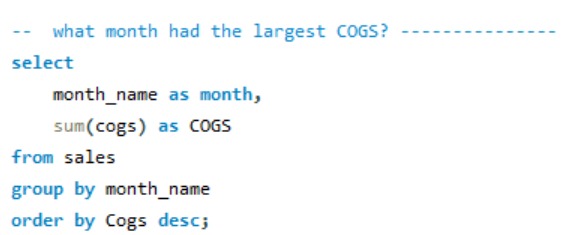 -- what month had the largest COGS? ---------------
select
    month_name as month,
    sum(cogs) as COGS
from sales
group by month_name
order by Cogs desc;